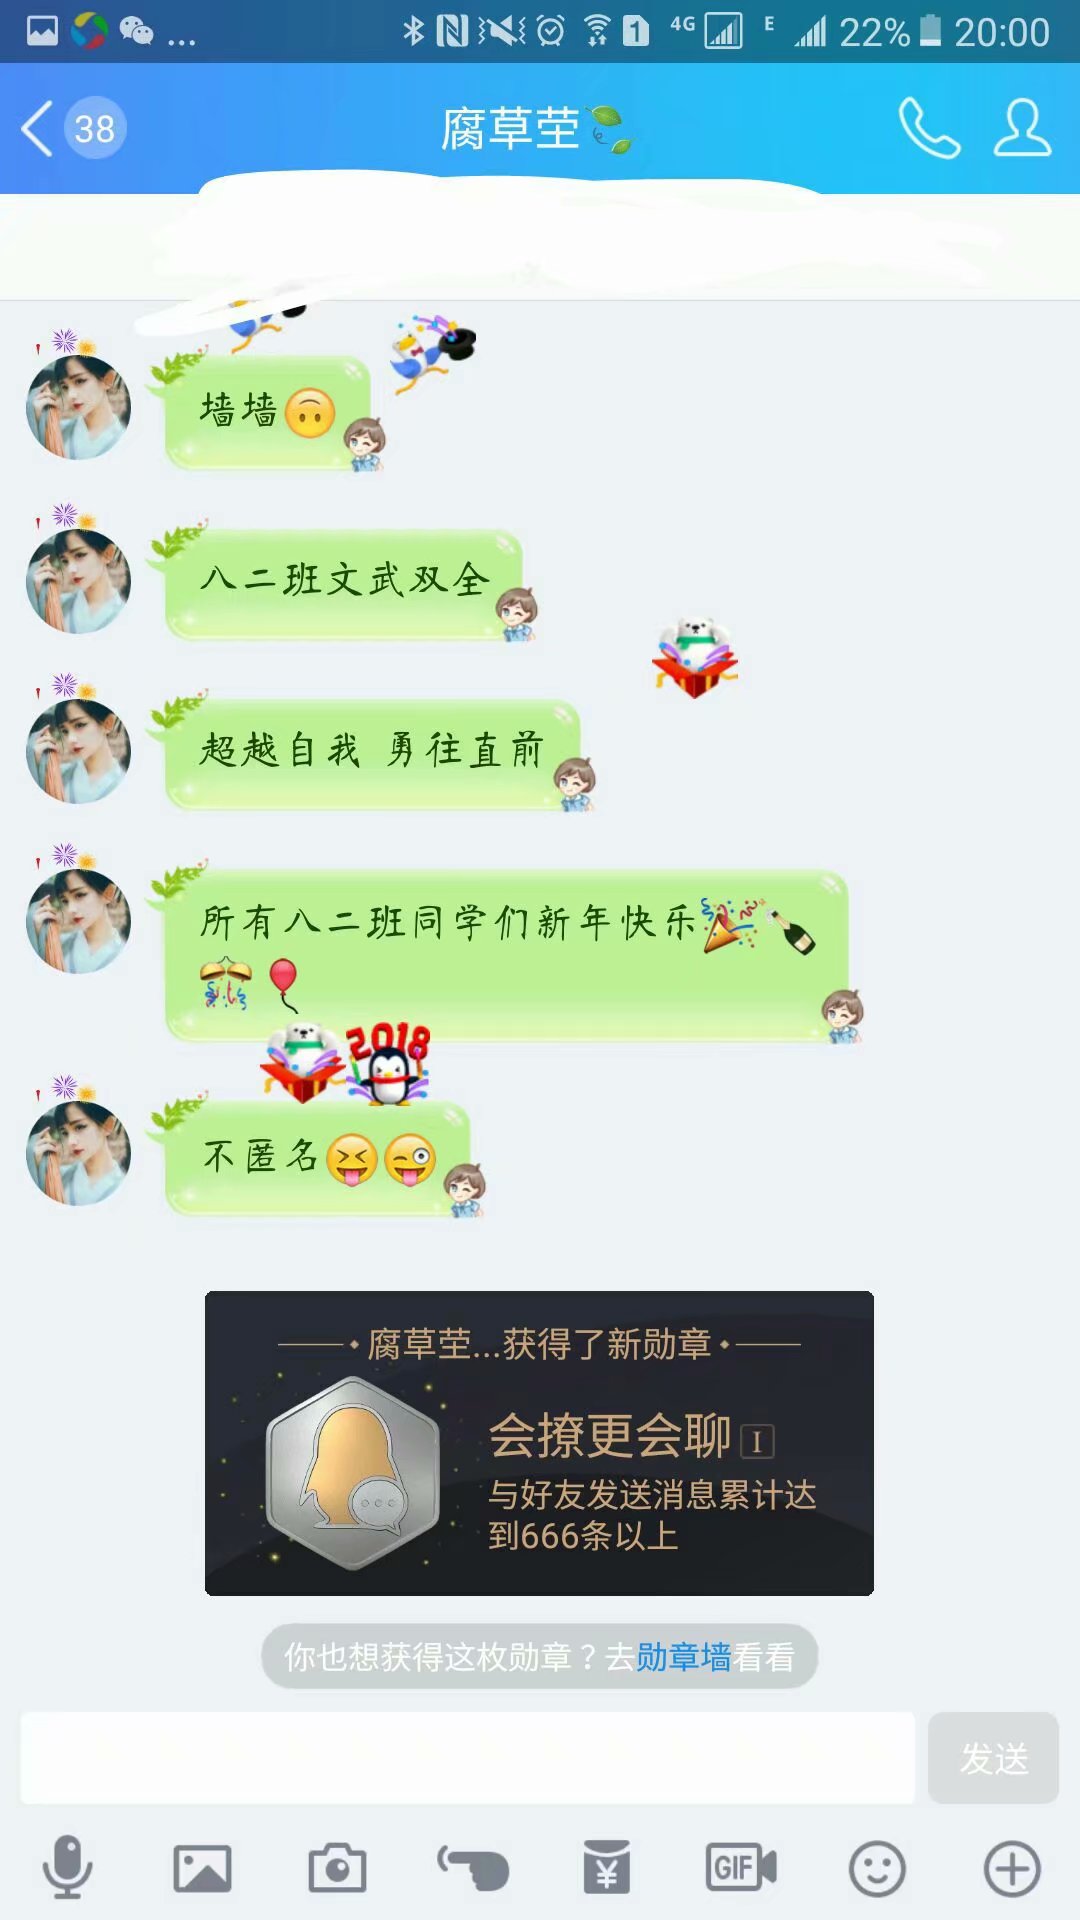 ... 1 4G E 22% 20:00
38 腐草荧🍃
墙墙🙃
八二班文武双全
超越自我 勇往直前
所有八二班同学们新年快乐🎉🍾
🎊🎈
2018
不匿名😝😜
腐草荧...获得了新勋章
会撩更会聊 I
与好友发送消息累计达
到666条以上
你也想获得这枚勋章？去勋章墙看看
发送
¥ GIF